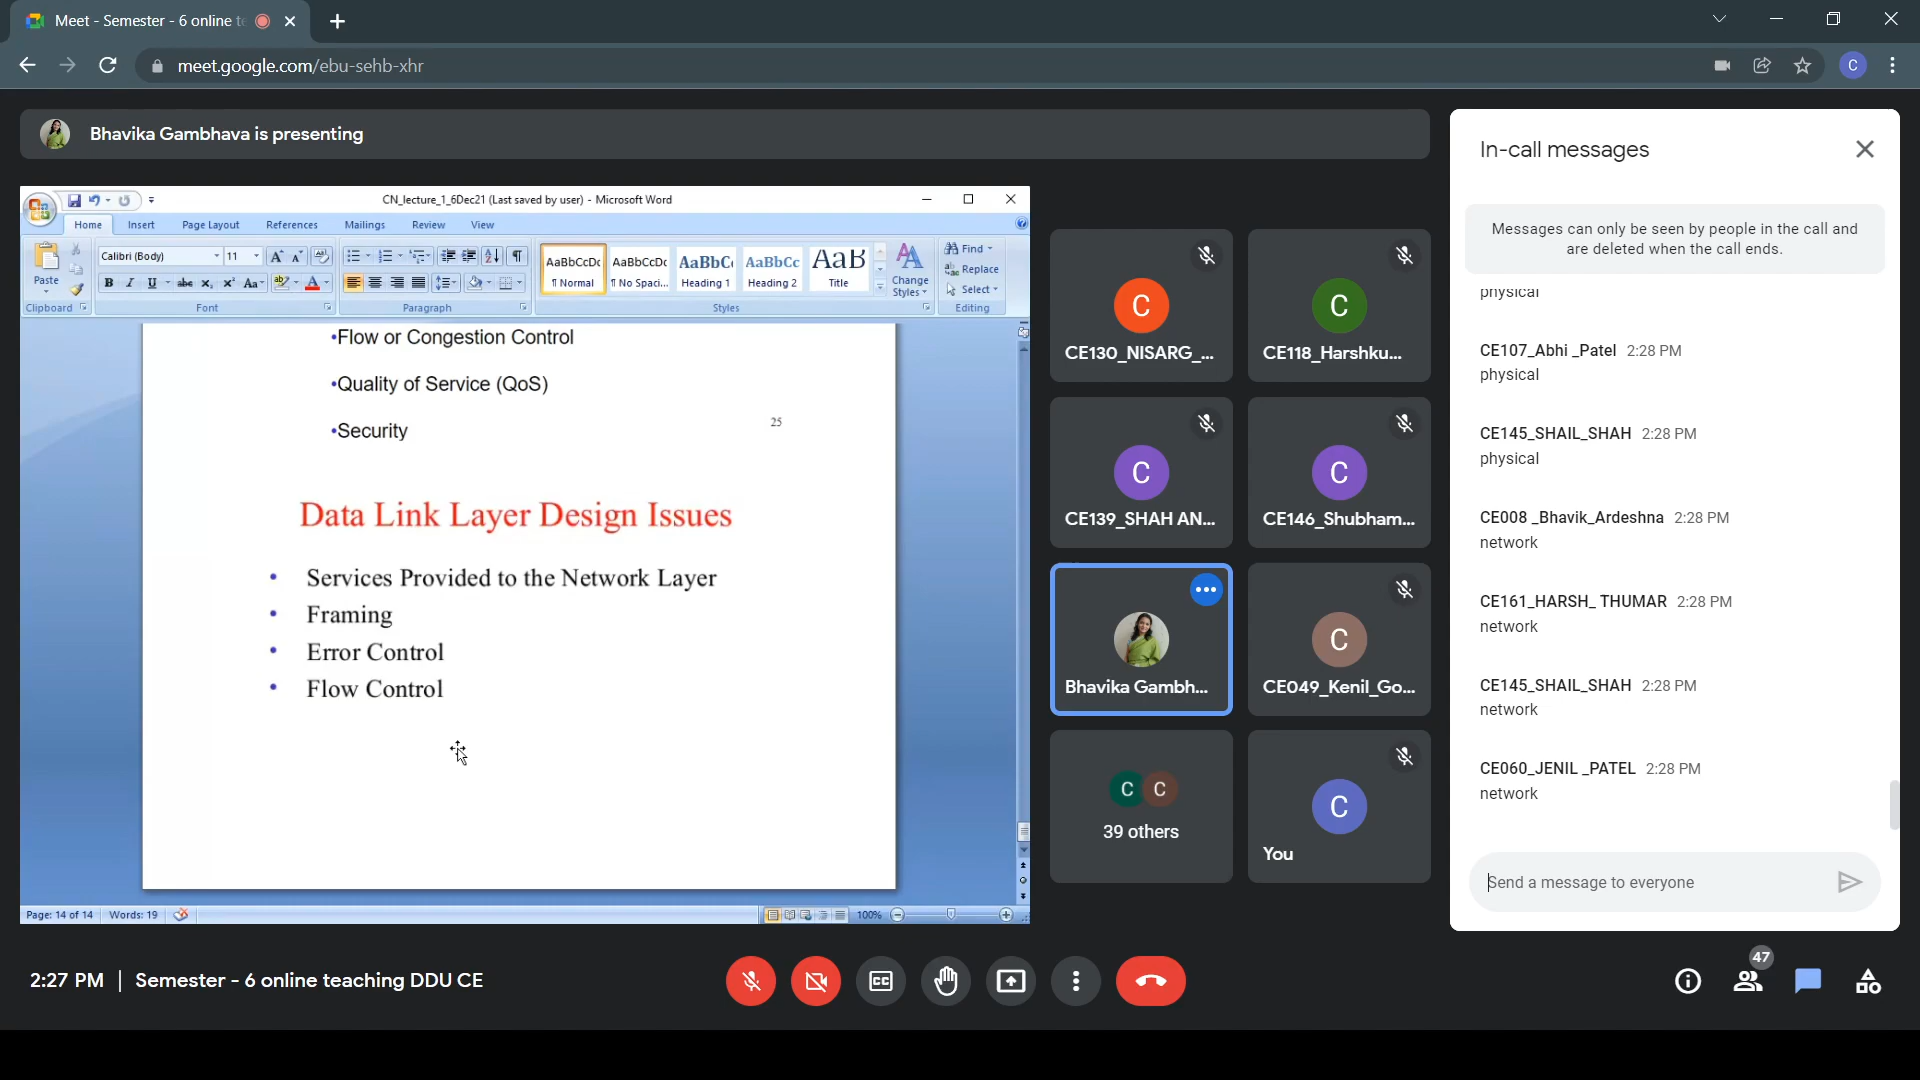 Meet - Semester - 6 online te
meet.google.com/ebu-sehb-xhr
C
Bhavika Gambhava is presenting
CN_lecture_1_6Dec21 (Last saved by user) - Microsoft Word
Home Insert Page Layout References Mailings Review View
Paste
Clipboard
Calibri (Body) 11
B I U abc X₂ X² Aa A
Font
Paragraph
AaBbCcDc AaBbCcDc AaBbC AaBbCc AaB
¶ Normal ¶ No Spaci... Heading 1 Heading 2 Title
Change Styles
Styles
Find
Replace
Select
Editing
•Flow or Congestion Control
•Quality of Service (QoS)
•Security
25
Data Link Layer Design Issues
• Services Provided to the Network Layer
• Framing
• Error Control
• Flow Control
Page: 14 of 14 Words: 19
100%
C
CE130_NISARG_...
C
CE118_Harshku...
C
CE139_SHAH AN...
C
CE146_Shubham...
Bhavika Gambh...
C
CE049_Kenil_Go...
C C
39 others
C
You
In-call messages
Messages can only be seen by people in the call and
are deleted when the call ends.
physical
CE107_Abhi _Patel 2:28 PM
physical
CE145_SHAIL_SHAH 2:28 PM
physical
CE008 _Bhavik_Ardeshna 2:28 PM
network
CE161_HARSH_ THUMAR 2:28 PM
network
CE145_SHAIL_SHAH 2:28 PM
network
CE060_JENIL _PATEL 2:28 PM
network
Send a message to everyone
2:27 PM | Semester - 6 online teaching DDU CE
47